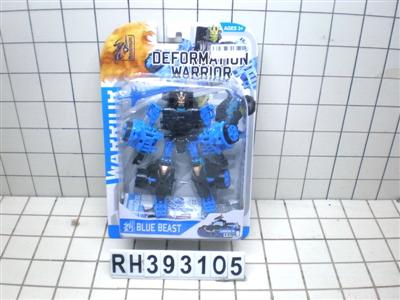 AGES 3+
DEFORMATION
WARRIOR
WARRIOR
BLUE BEAST
RH393105